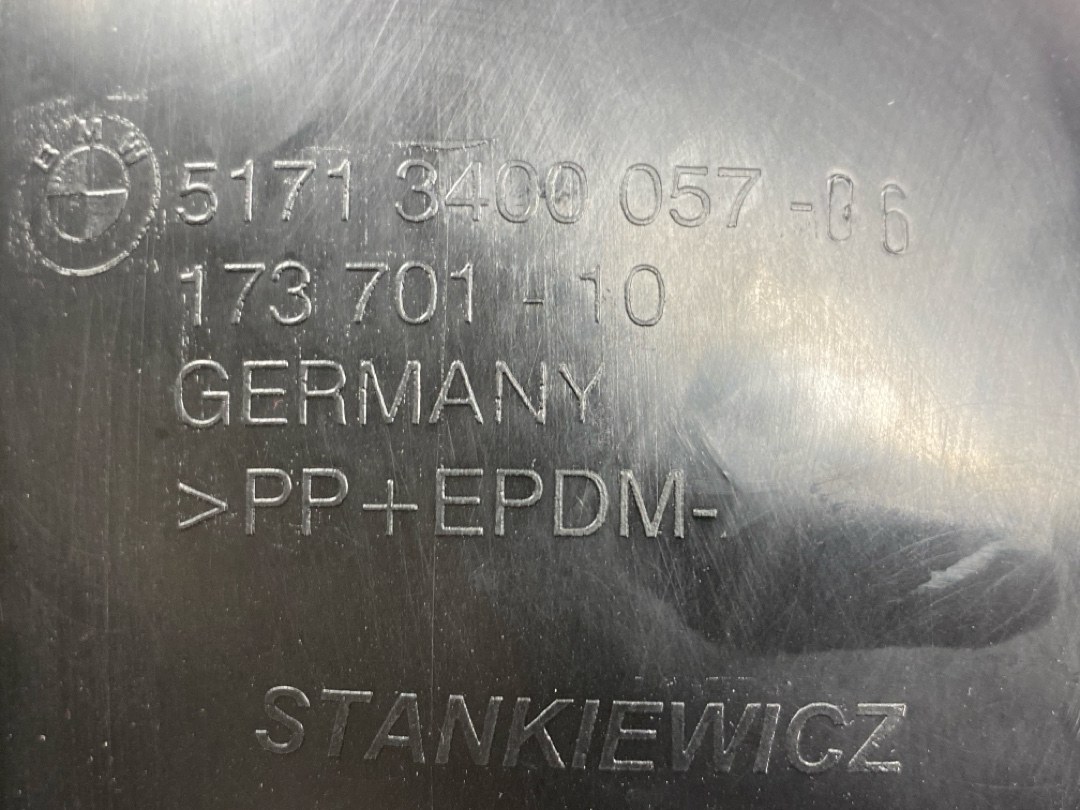 BMW
5171 3400 057 -06
173 701 - 10
GERMANY
>PP+EPDM-
STANKIEWICZ